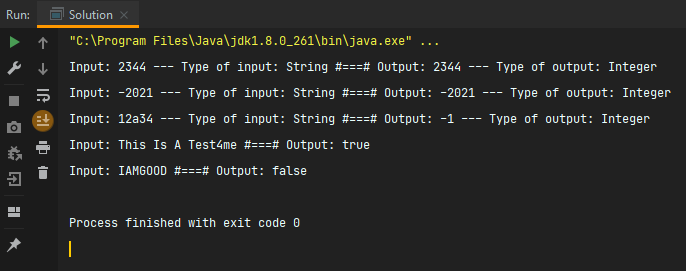 Run: Solution
"C:\Program Files\Java\jdk1.8.0_261\bin\java.exe" ...
Input: 2344 --- Type of input: String #===# Output: 2344 --- Type of output: Integer
Input: -2021 --- Type of input: String #===# Output: -2021 --- Type of output: Integer
Input: 12a34 --- Type of input: String #===# Output: -1 --- Type of output: Integer
Input: This Is A Test4me #===# Output: true
Input: IAMGOOD #===# Output: false
Process finished with exit code 0